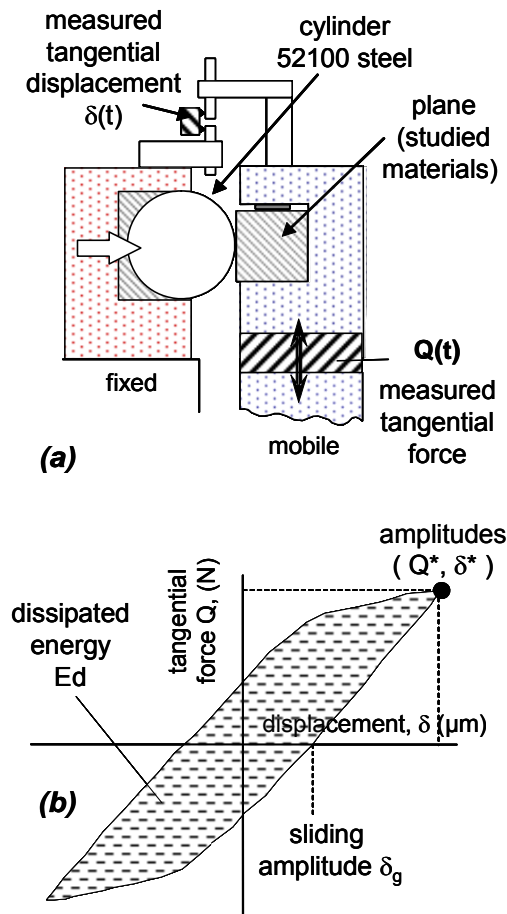 measured
tangential
displacement
δ(t)
cylinder
52100 steel
plane
(studied
materials)
fixed
mobile
Q(t)
measured
tangential
force
(a)
amplitudes
( Q*, δ* )
tangential
force Q, (N)
dissipated
energy
Ed
displacement, δ (µm)
(b)
sliding
amplitude δg